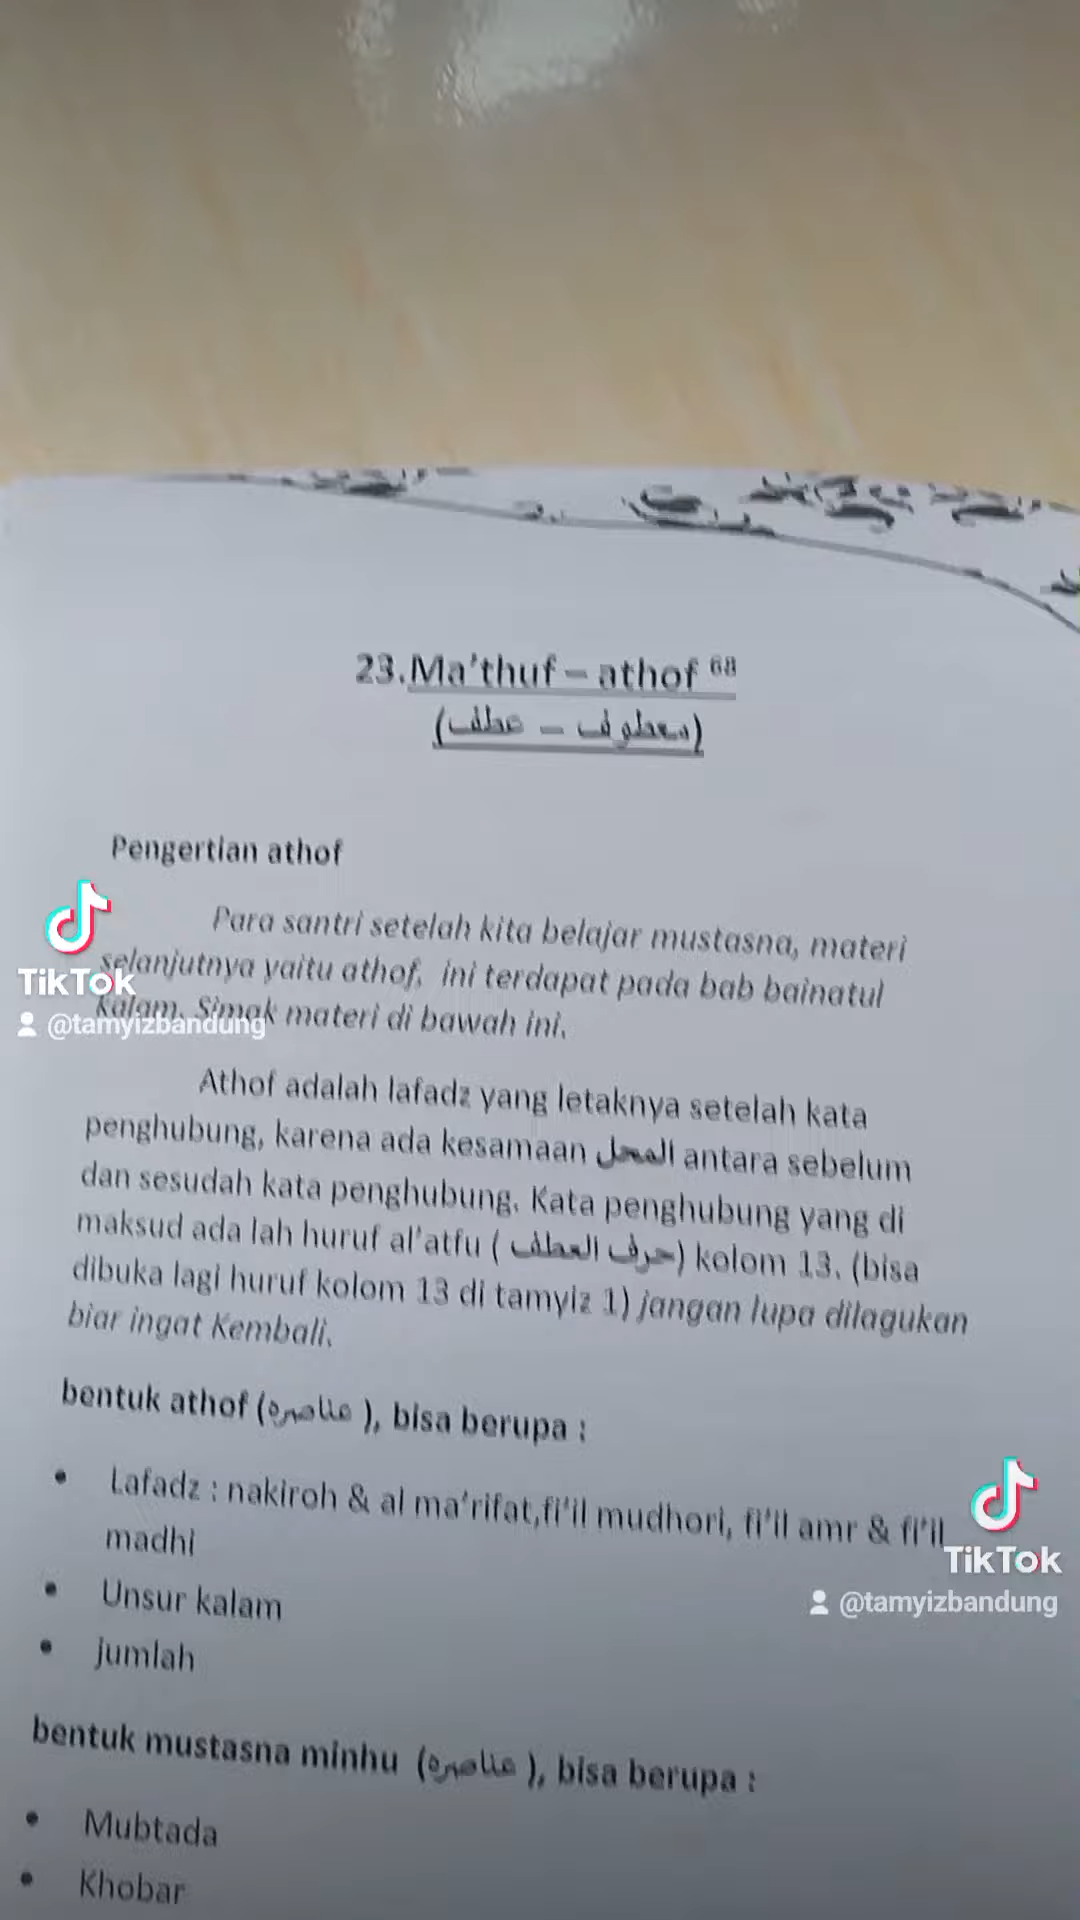 23.Ma'thuf – athof ⁶⁸
(معطوف – عطف)
Pengertian athof
Para santri setelah kita belajar mustasna, materi
selanjutnya yaitu athof, ini terdapat pada bab bainatul
kalam. Simak materi di bawah ini.
Athof adalah lafadz yang letaknya setelah kata
penghubung, karena ada kesamaan المحل antara sebelum
dan sesudah kata penghubung. Kata penghubung yang di
maksud ada lah huruf al'atfu ( حرف العطف) kolom 13. (bisa
dibuka lagi huruf kolom 13 di tamyiz 1) jangan lupa dilagukan
biar ingat Kembali.
bentuk athof (عناصره ), bisa berupa :
• Lafadz : nakiroh & al ma'rifat,fi'il mudhori, fi'il amr & fi'il
madhi
• Unsur kalam
• jumlah
bentuk mustasna minhu (عناصره ), bisa berupa :
• Mubtada
• Khobar
TikTok
@tamyizbandung
TikTok
@tamyizbandung